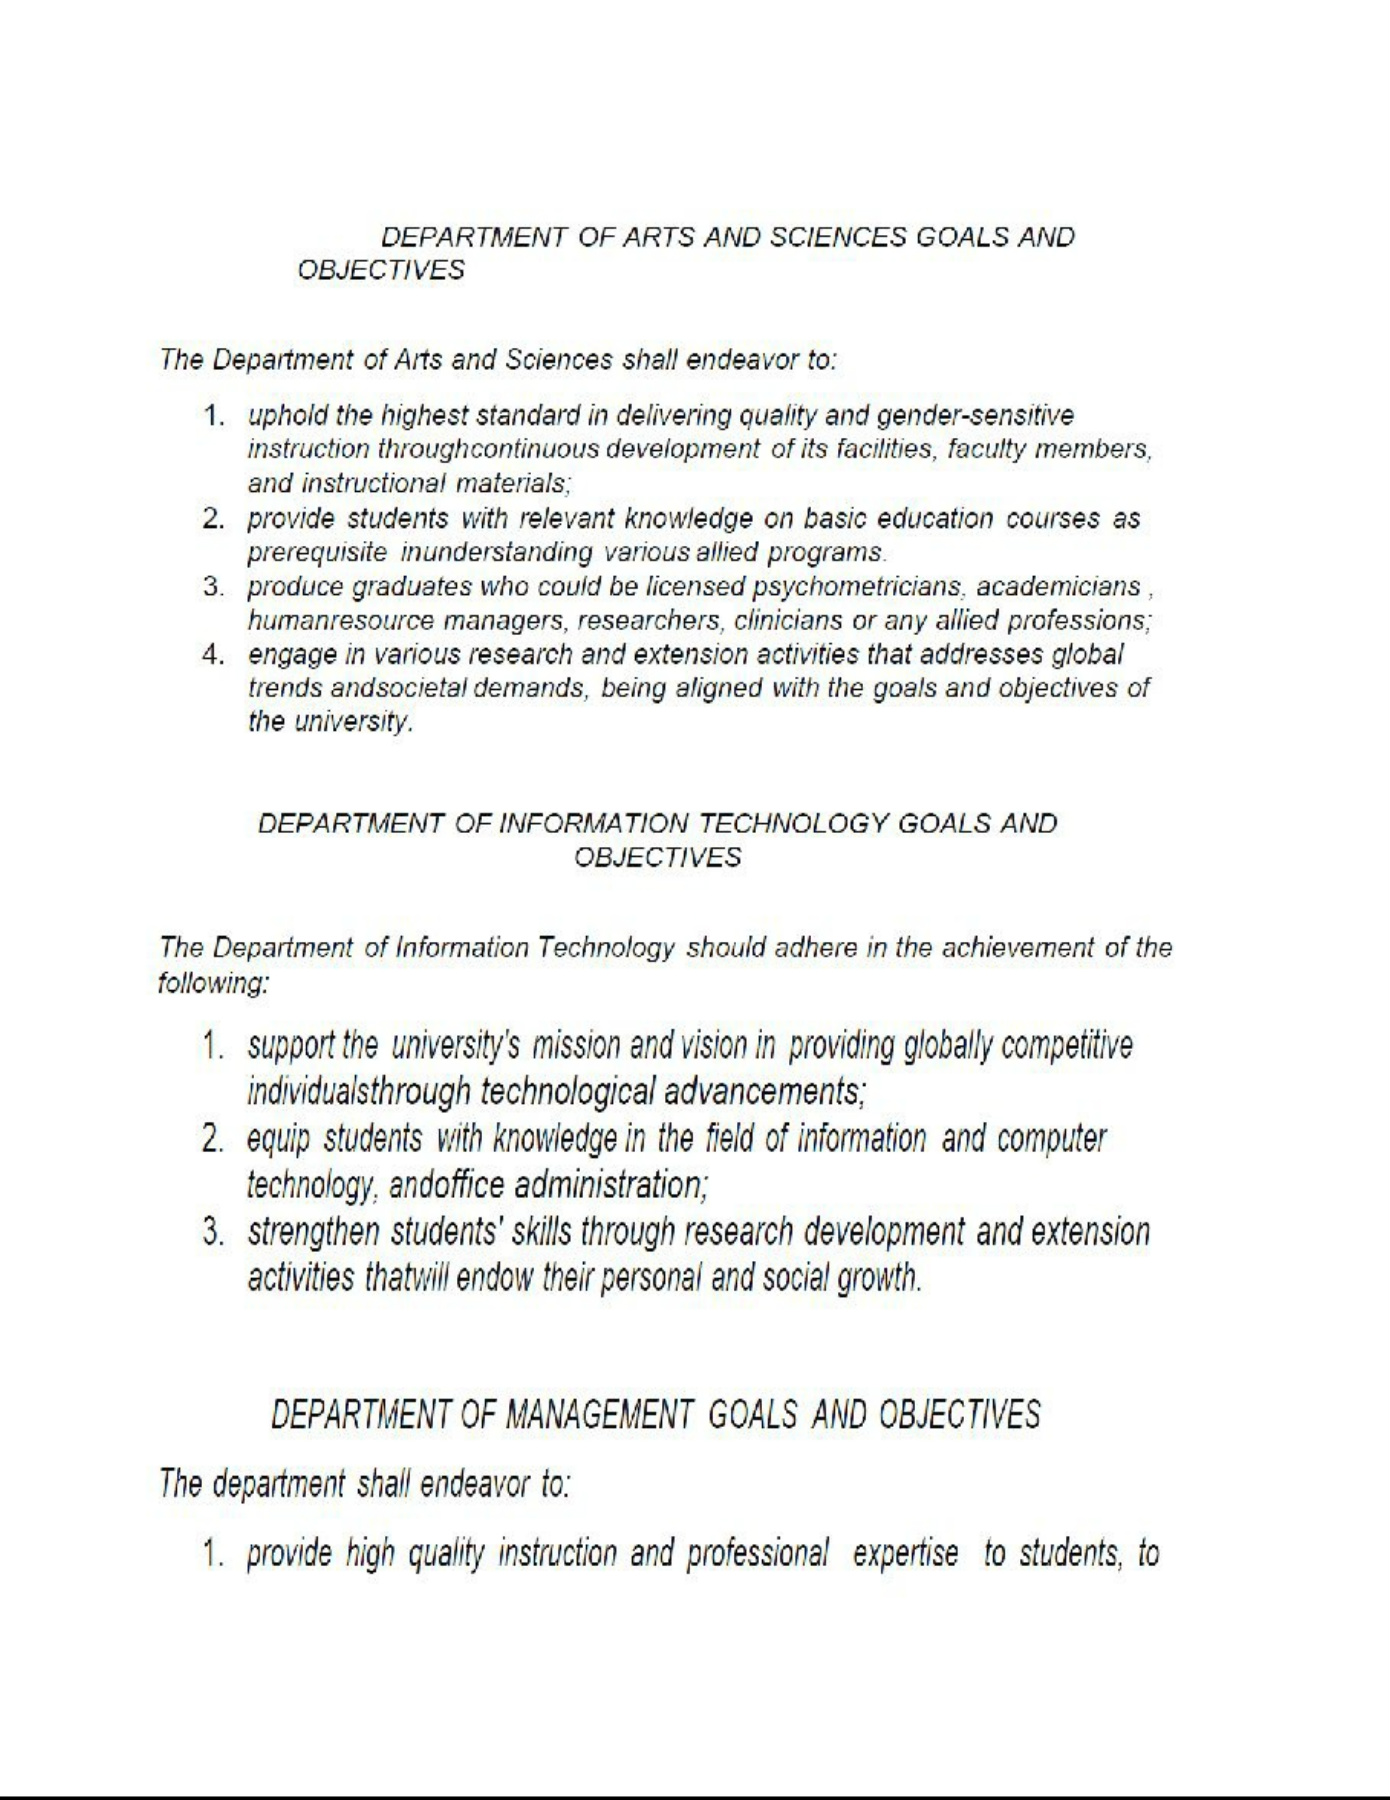 DEPARTMENT OF ARTS AND SCIENCES GOALS AND
OBJECTIVES
The Department of Arts and Sciences shall endeavor to:
1. uphold the highest standard in delivering quality and gender-sensitive
instruction throughcontinuous development of its facilities, faculty members,
and instructional materials;
2. provide students with relevant knowledge on basic education courses as
prerequisite inunderstanding various allied programs.
3. produce graduates who could be licensed psychometricians, academicians ,
humanresource managers, researchers, clinicians or any allied professions;
4. engage in various research and extension activities that addresses global
trends andsocietal demands, being aligned with the goals and objectives of
the university.
DEPARTMENT OF INFORMATION TECHNOLOGY GOALS AND
OBJECTIVES
The Department of Information Technology should adhere in the achievement of the
following:
1. support the university's mission and vision in providing globally competitive
individualsthrough technological advancements;
2. equip students with knowledge in the field of information and computer
technology, andoffice administration;
3. strengthen students' skills through research development and extension
activities thatwill endow their personal and social growth.
DEPARTMENT OF MANAGEMENT GOALS AND OBJECTIVES
The department shall endeavor to:
1. provide high quality instruction and professional expertise to students, to